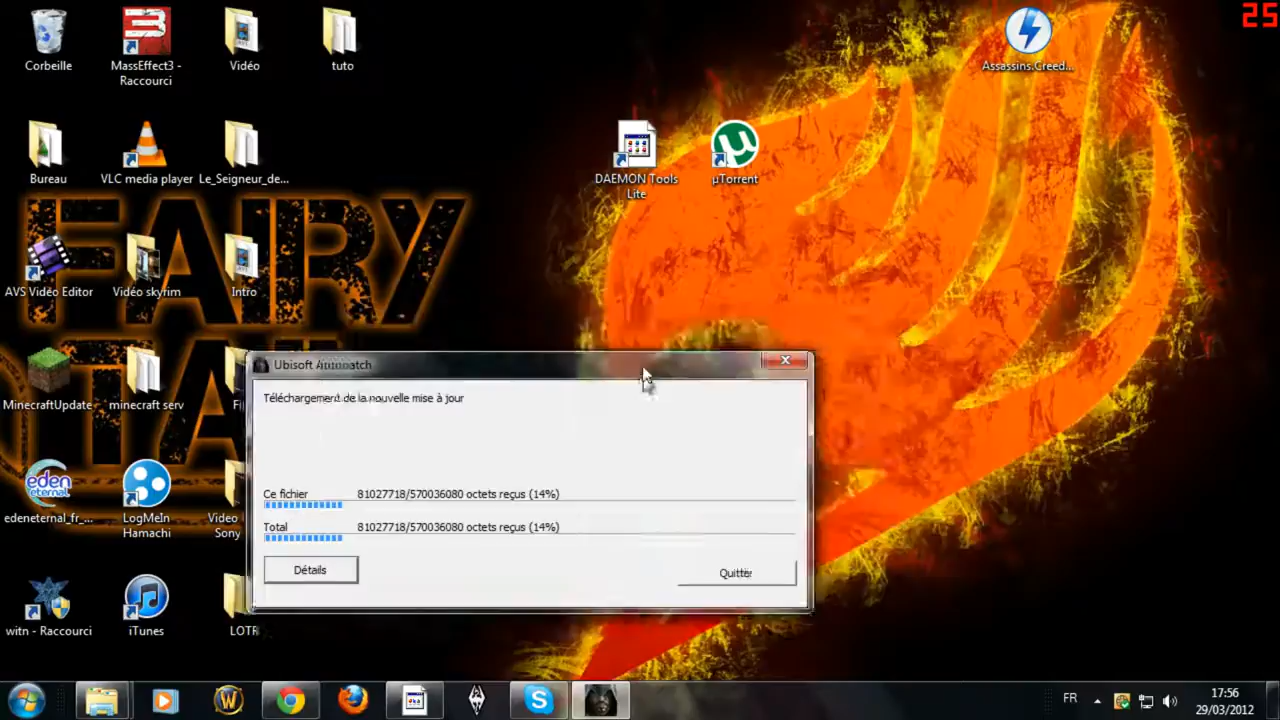 25
Corbeille
MassEffect3 -
Raccourci
Vidéo
tuto
Assassins.Creed...
Bureau
VLC media player
Le_Seigneur_de...
DAEMON Tools
Lite
µTorrent
FAIRY
AVS Video Editor
Vidéo skyrim
Intro
MinecraftUpdate
minecraft serv
Ubisoft Autopatch
Téléchargement de la nouvelle mise à jour
Ce fichier 81027718/570036080 octets reçus (14%)
Total 81027718/570036080 octets reçus (14%)
Détails
Quitter
eden
eternal
edeneternal_fr_...
LogMeIn
Hamachi
Video
Sony
witn - Raccourci
iTunes
LOTR
FR
17:56
29/03/2012